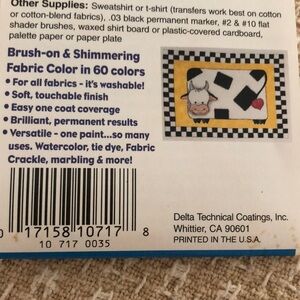 Other Supplies: Sweatshirt or t-shirt (transfers work best on cotton
or cotton-blend fabrics), .03 black permanent marker, #2 & #10 flat
shader brushes, waxed shirt board or plastic-covered cardboard,
palette paper or paper plate
Brush-on & Shimmering
Fabric Color in 60 colors
• For all fabrics - it's washable!
• Soft, touchable finish
• Easy one coat coverage
• Brilliant, permanent results
• Versatile - one paint...so many
uses. Watercolor, tie dye, Fabric
Crackle, marbling & more!
0 17158 10717 8
10 717 0035
Delta Technical Coatings, Inc.
Whittier, CA 90601
PRINTED IN THE U.S.A.